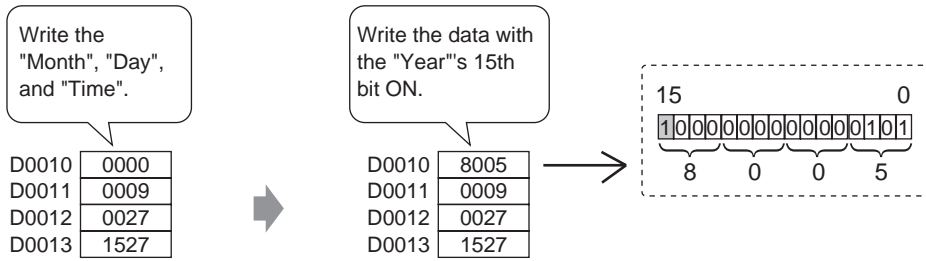 Write the
"Month", "Day",
and "Time".
D0010 0000
D0011 0009
D0012 0027
D0013 1527
Write the data with
the "Year"'s 15th
bit ON.
D0010 8005
D0011 0009
D0012 0027
D0013 1527
15 0
1000000000000101
8 0 0 5